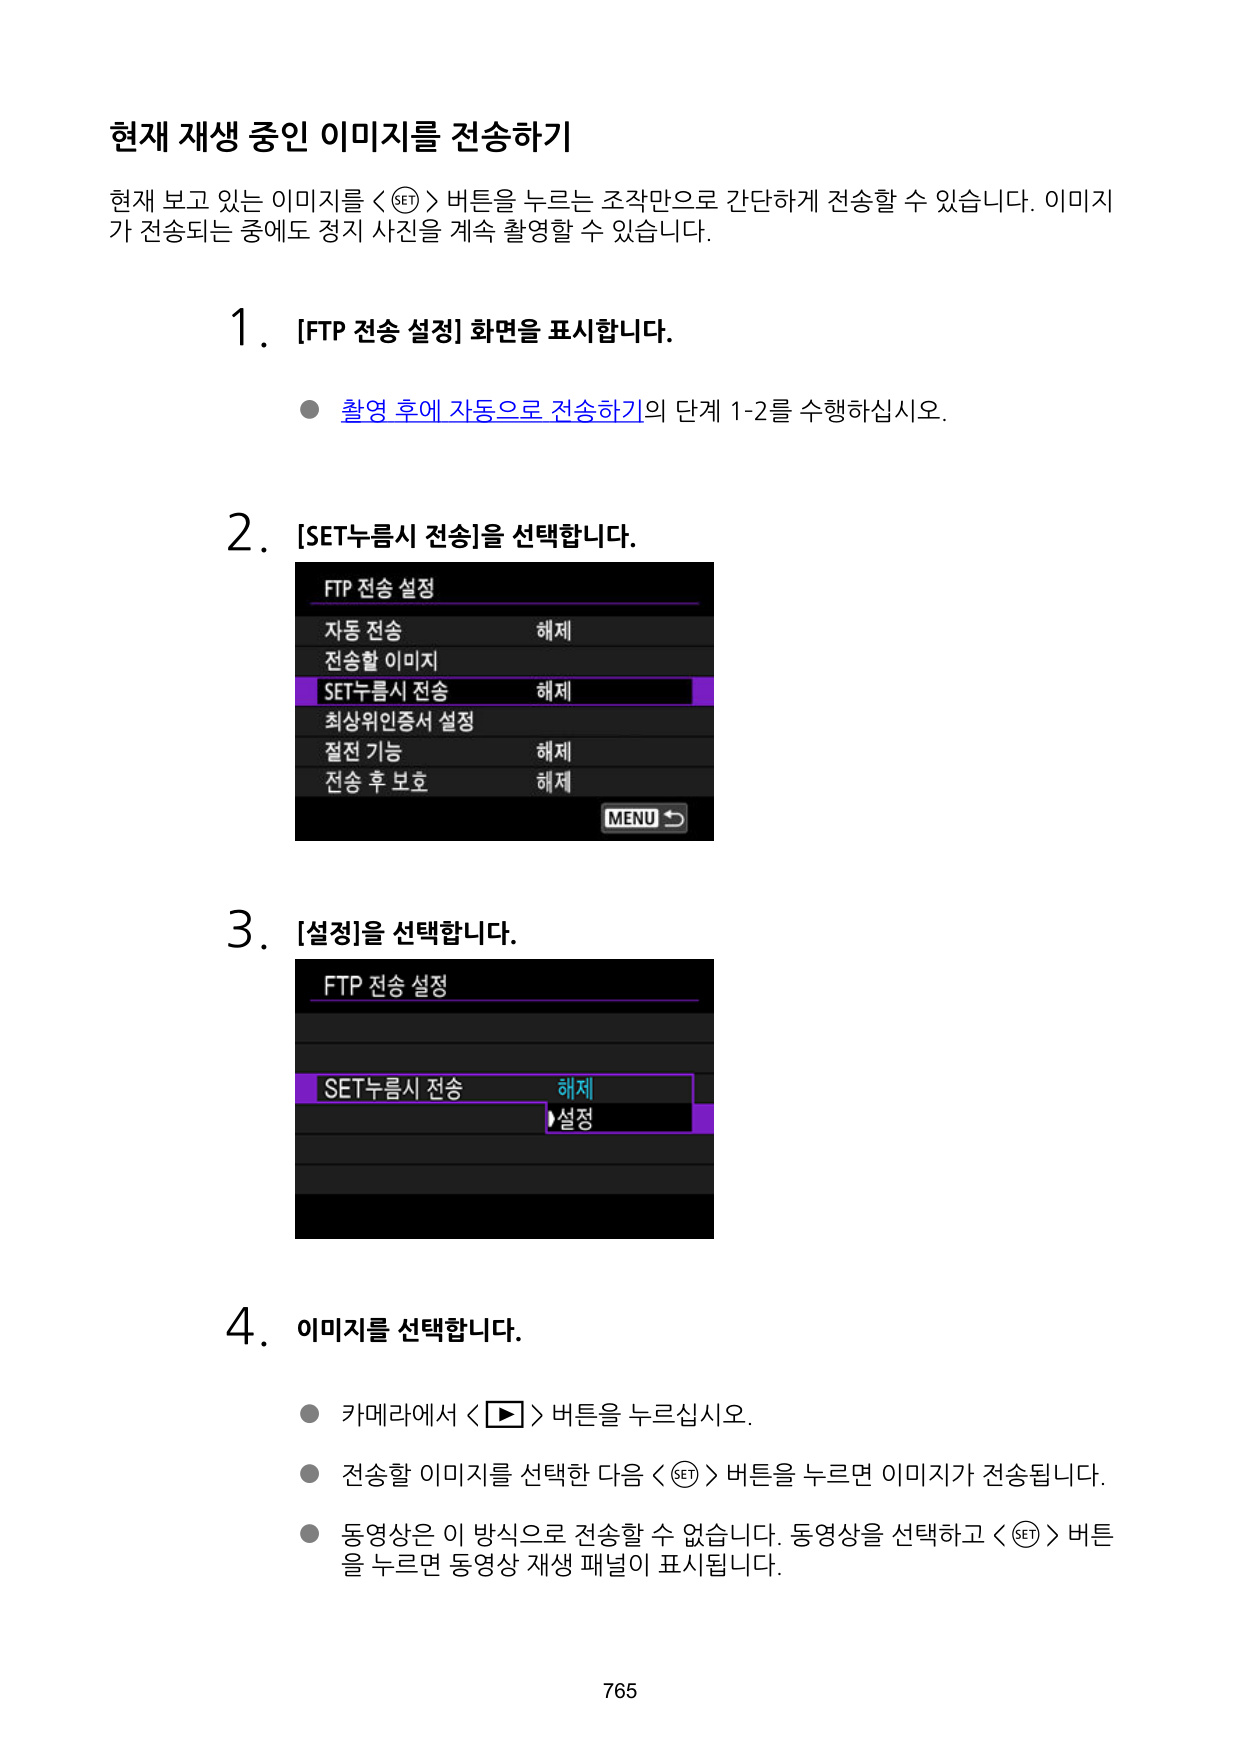 현재 재생 중인 이미지를 전송하기
현재 보고 있는 이미지를 < SET > 버튼을 누르는 조작만으로 간단하게 전송할 수 있습니다. 이미지
가 전송되는 중에도 정지 사진을 계속 촬영할 수 있습니다.
1. [FTP 전송 설정] 화면을 표시합니다.
● 촬영 후에 자동으로 전송하기의 단계 1-2를 수행하십시오.
2. [SET누름시 전송]을 선택합니다.
FTP 전송 설정
자동 전송 해제
전송할 이미지
SET누름시 전송 해제
최상위인증서 설정
절전 기능 해제
전송 후 보호 해제
MENU
3. [설정]을 선택합니다.
FTP 전송 설정
SET누름시 전송 해제
설정
4. 이미지를 선택합니다.
● 카메라에서 < ▶ > 버튼을 누르십시오.
● 전송할 이미지를 선택한 다음 < SET > 버튼을 누르면 이미지가 전송됩니다.
● 동영상은 이 방식으로 전송할 수 없습니다. 동영상을 선택하고 < SET > 버튼
을 누르면 동영상 재생 패널이 표시됩니다.
765